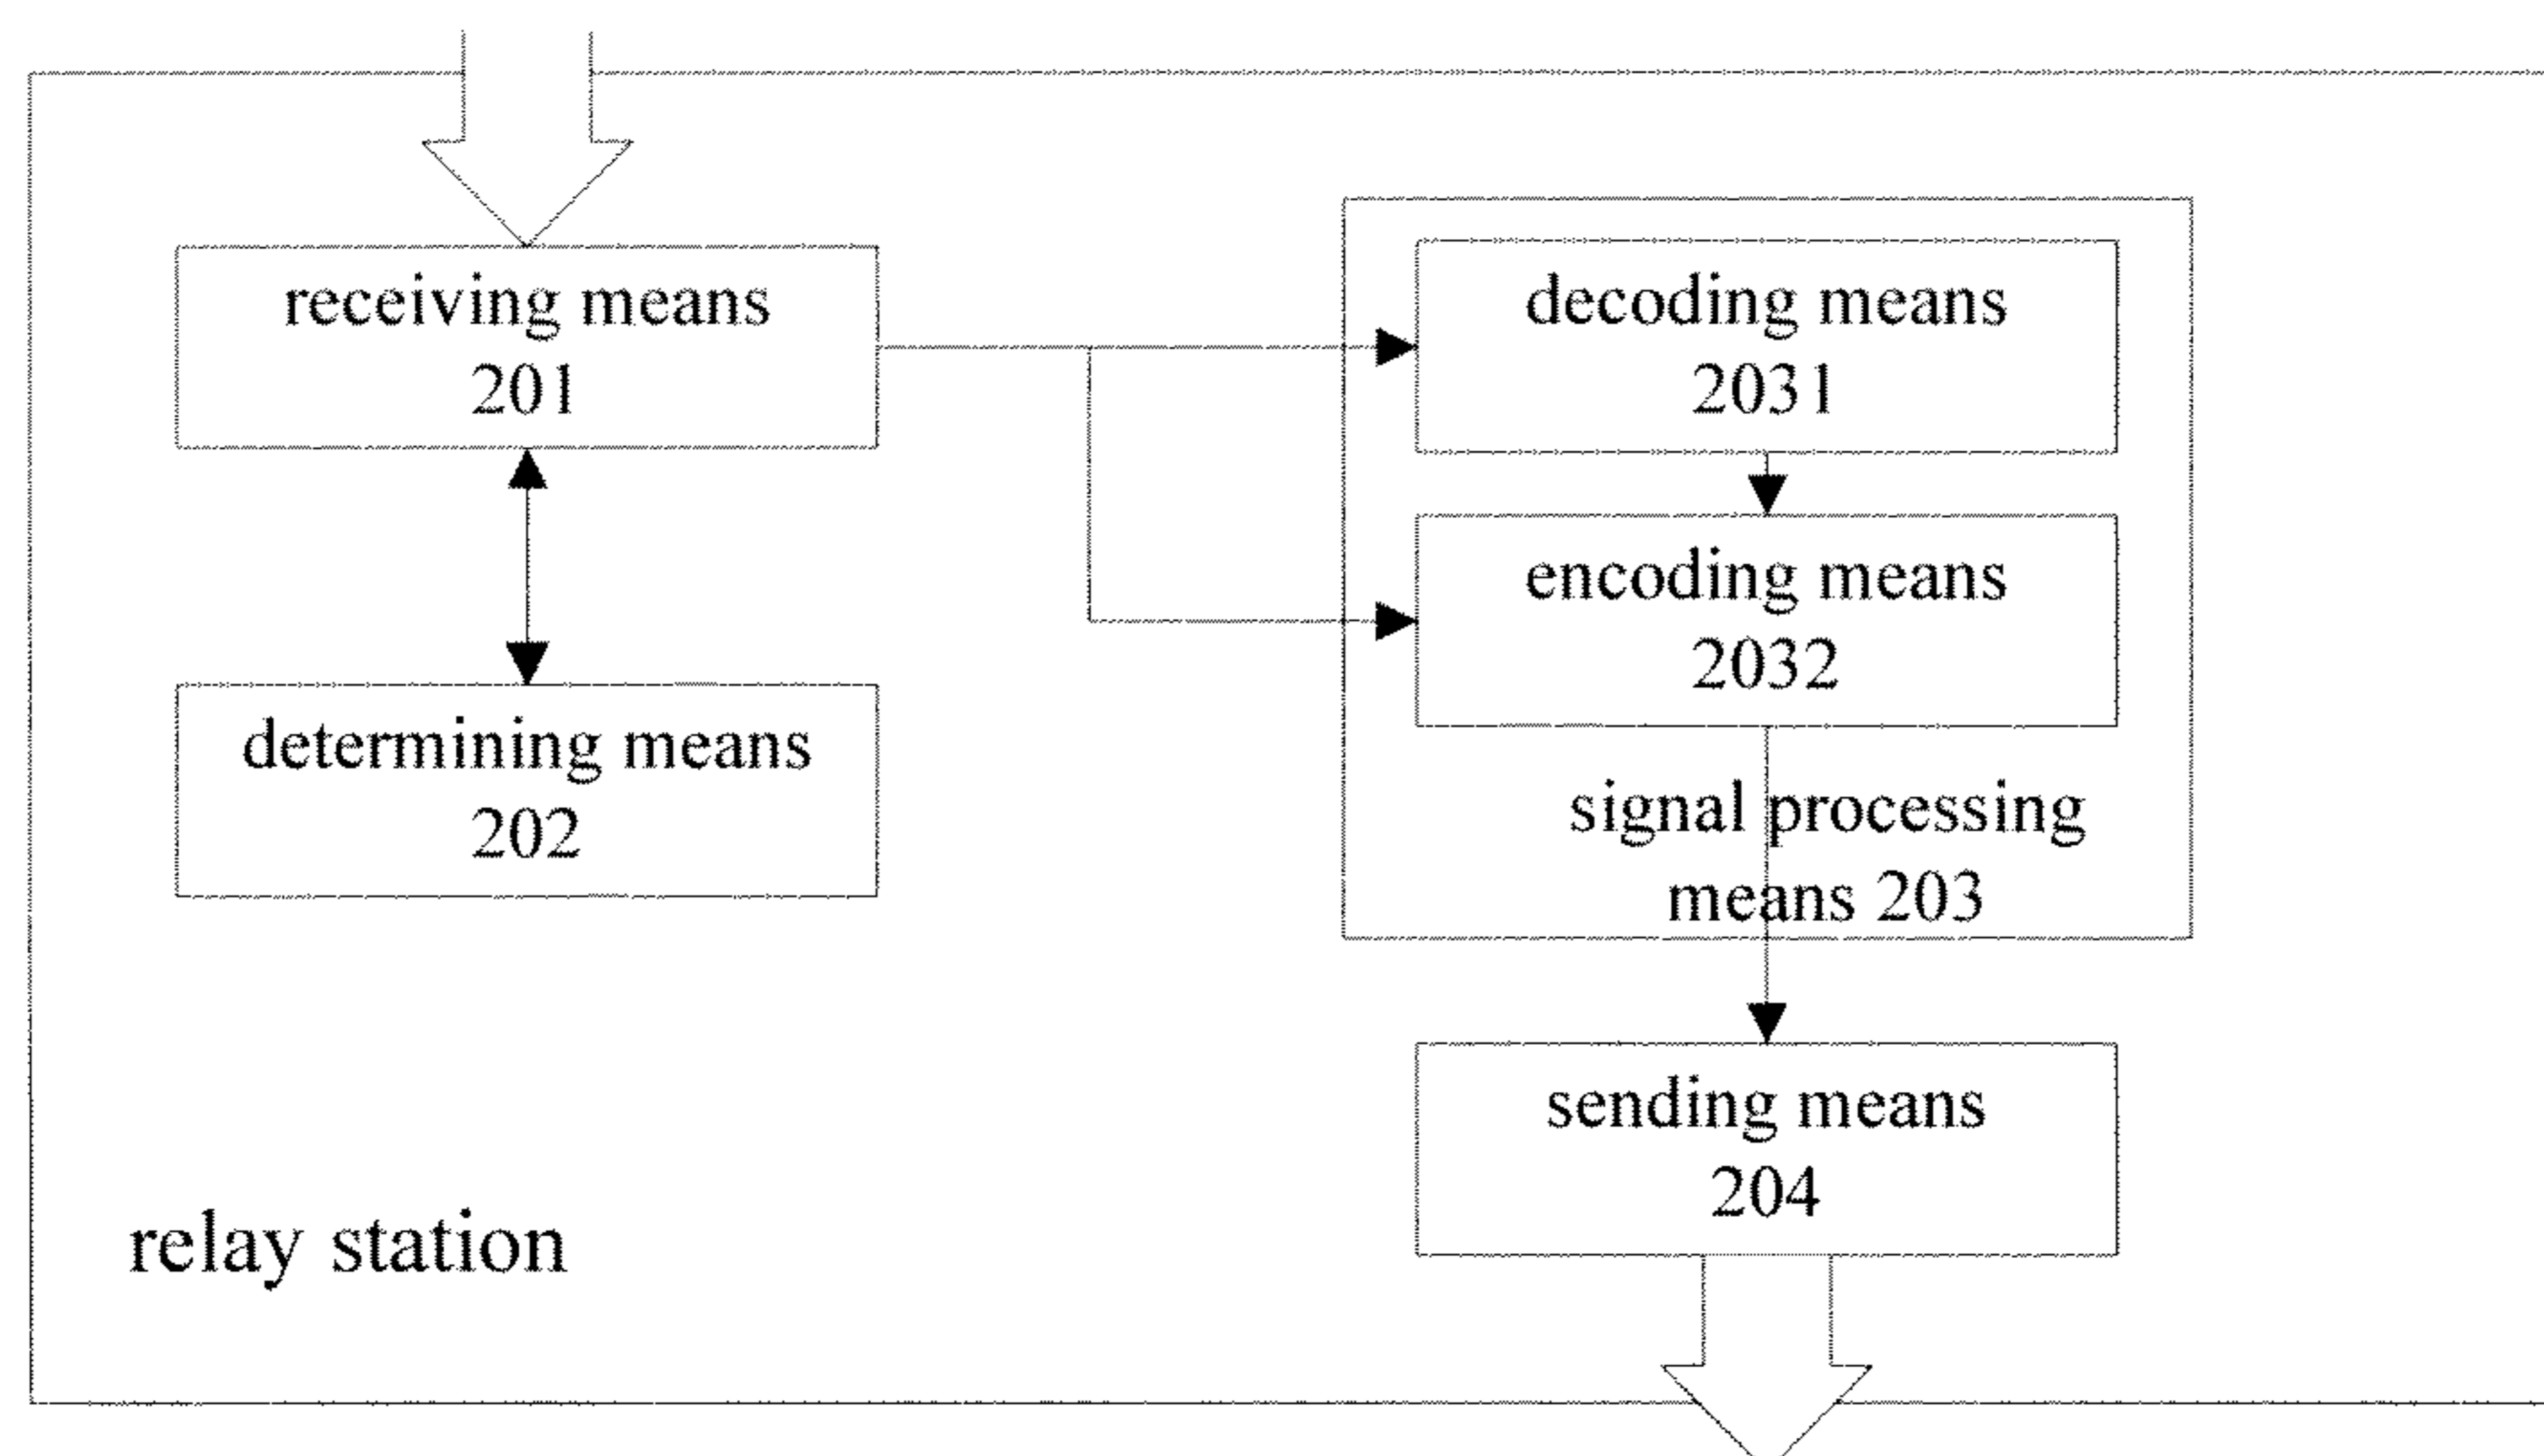 receiving means
201
determining means
202
decoding means
2031
encoding means
2032
signal processing
means 203
sending means
204
relay station